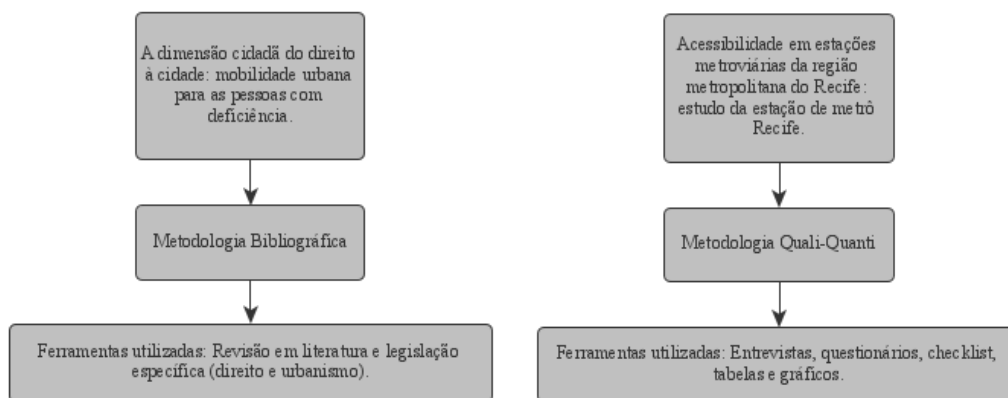 A dimensão cidadã do direito
à cidade: mobilidade urbana
para as pessoas com
deficiência.
Metodologia Bibliográfica
Ferramentas utilizadas: Revisão em literatura e legislação
específica (direito e urbanismo).
Acessibilidade em estações
metroviárias da região
metropolitana do Recife:
estudo da estação de metrô
Recife.
Metodologia Quali-Quanti
Ferramentas utilizadas: Entrevistas, questionários, checklist,
tabelas e gráficos.